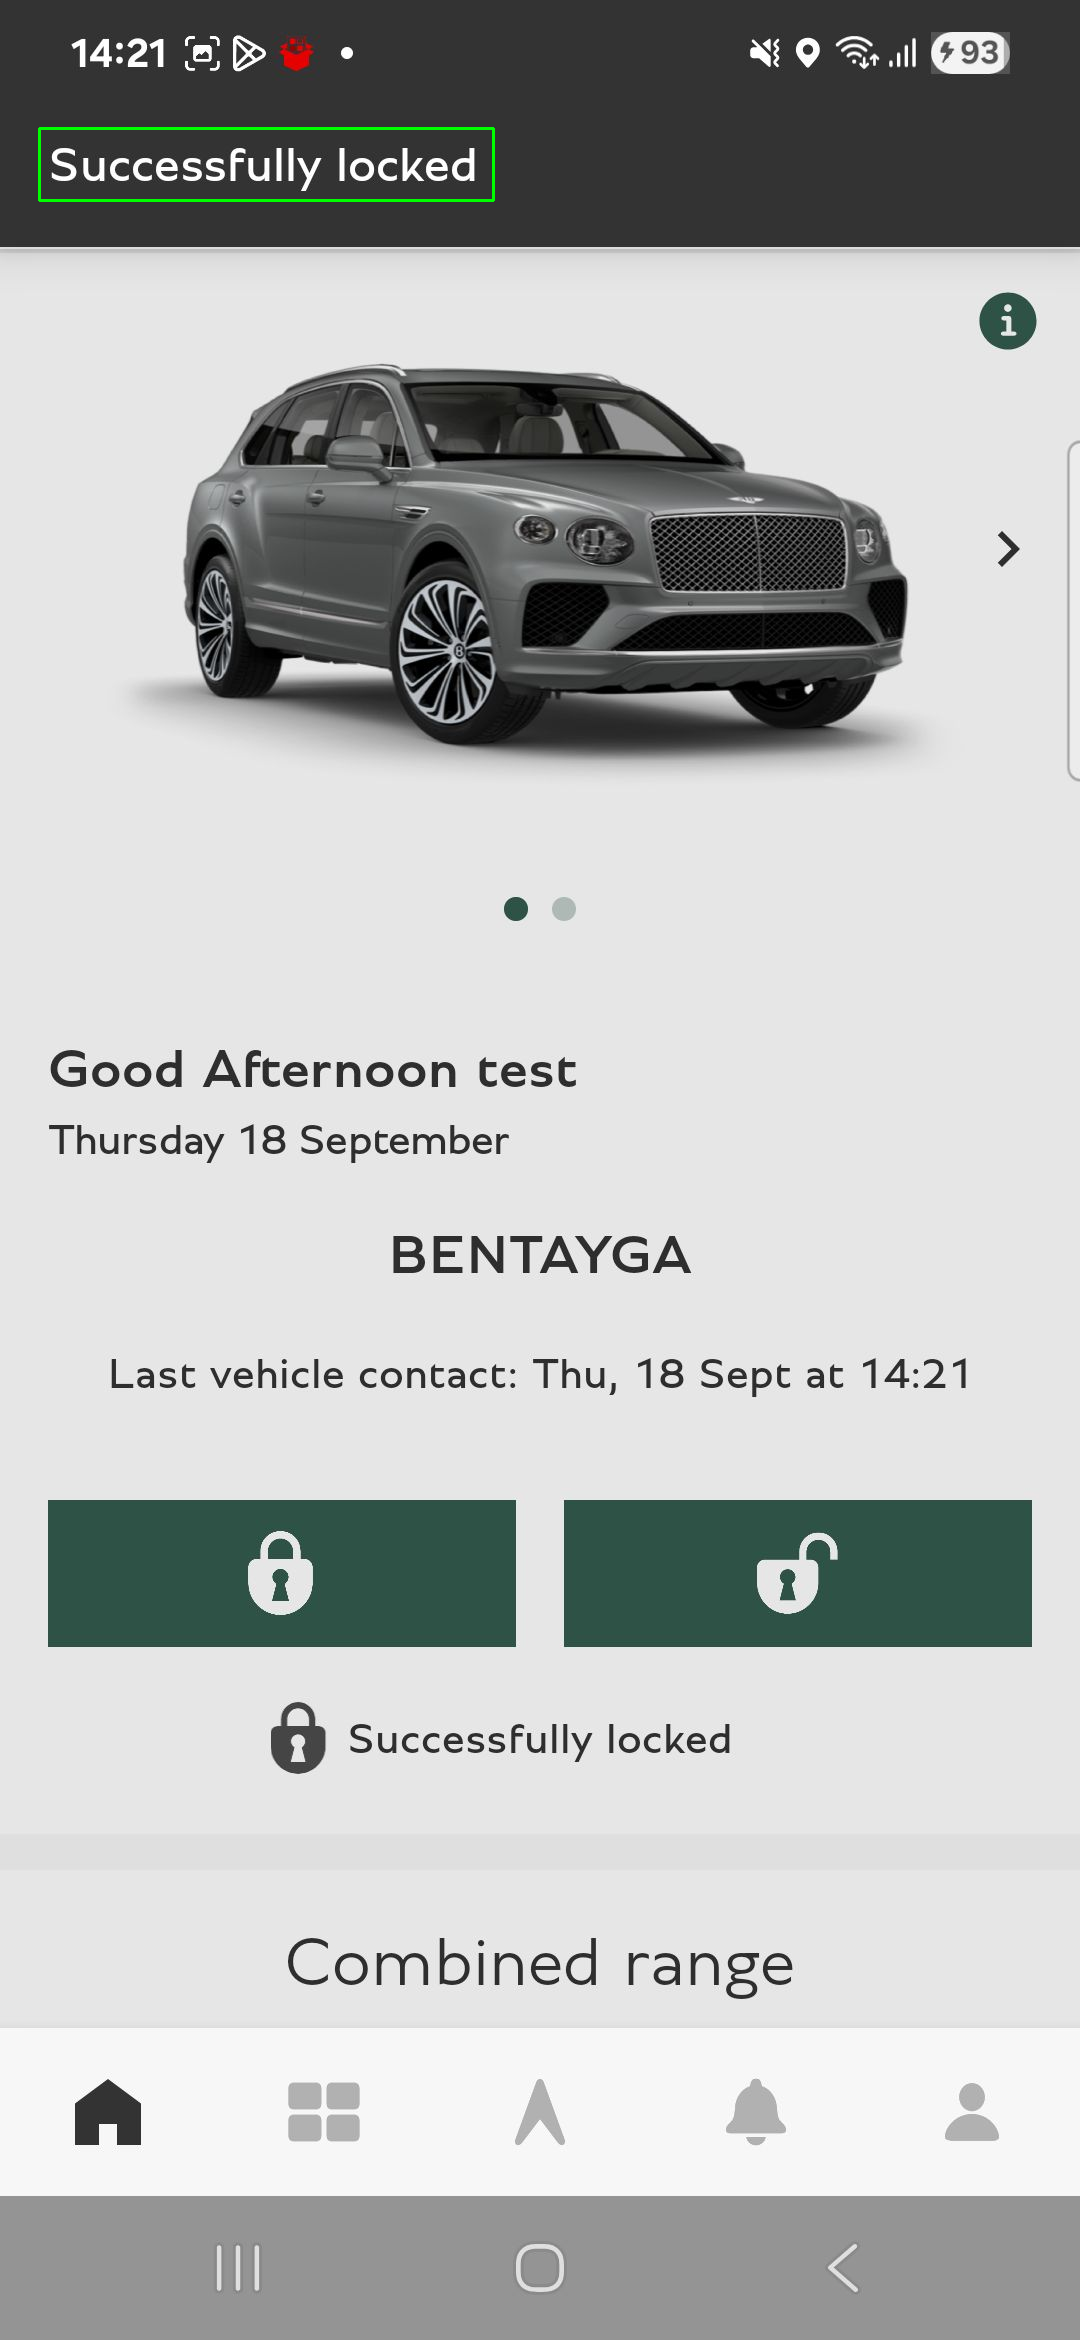 14:21
93
Successfully locked
Good Afternoon test
Thursday 18 September
BENTAYGA
Last vehicle contact: Thu, 18 Sept at 14:21
Successfully locked
Combined range